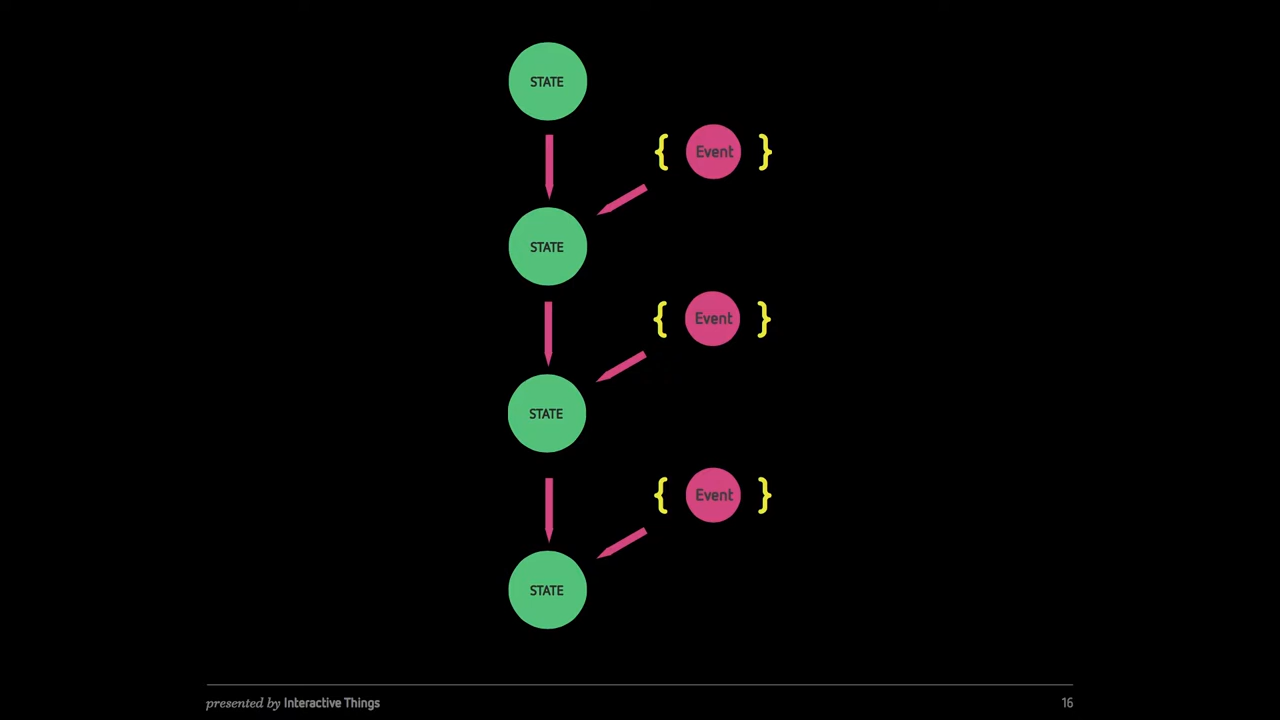 STATE
{ Event }
STATE
{ Event }
STATE
{ Event }
STATE
presented by Interactive Things
16